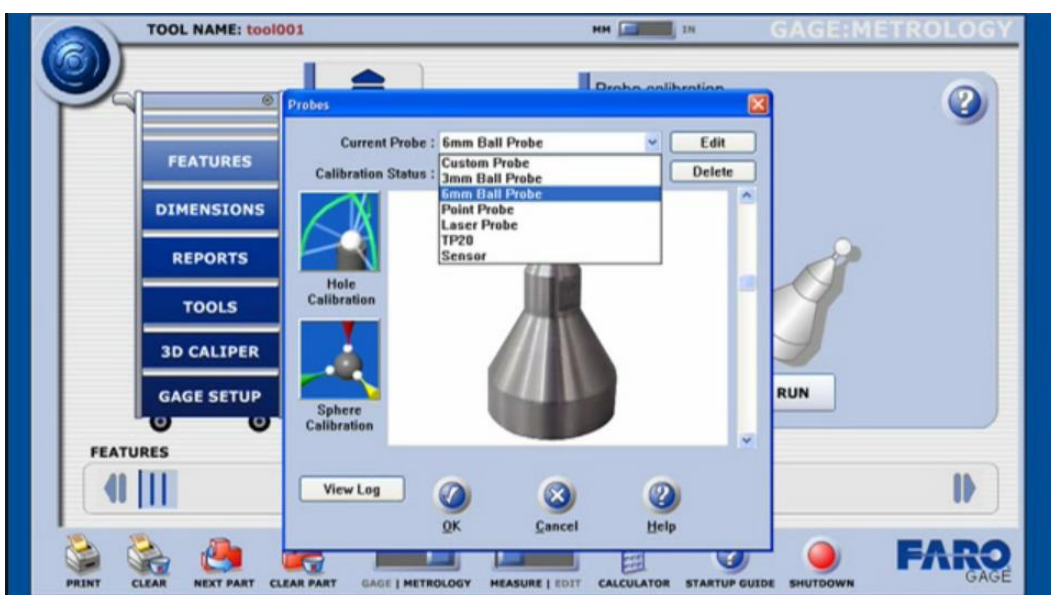 TOOL NAME: tool001
MM
IN
GAGE:METROLOGY
Probe calibration
Probes
Current Probe :
6mm Ball Probe
Edit
Calibration Status :
Delete
Custom Probe
3mm Ball Probe
6mm Ball Probe
Point Probe
Laser Probe
TP20
Sensor
FEATURES
DIMENSIONS
REPORTS
TOOLS
3D CALIPER
GAGE SETUP
Hole
Calibration
Sphere
Calibration
RUN
FEATURES
View Log
OK
Cancel
Help
PRINT
CLEAR
NEXT PART
CLEAR PART
GAGE | METROLOGY
MEASURE | EDIT
CALCULATOR
STARTUP GUIDE
SHUTDOWN
FARO
GAGE